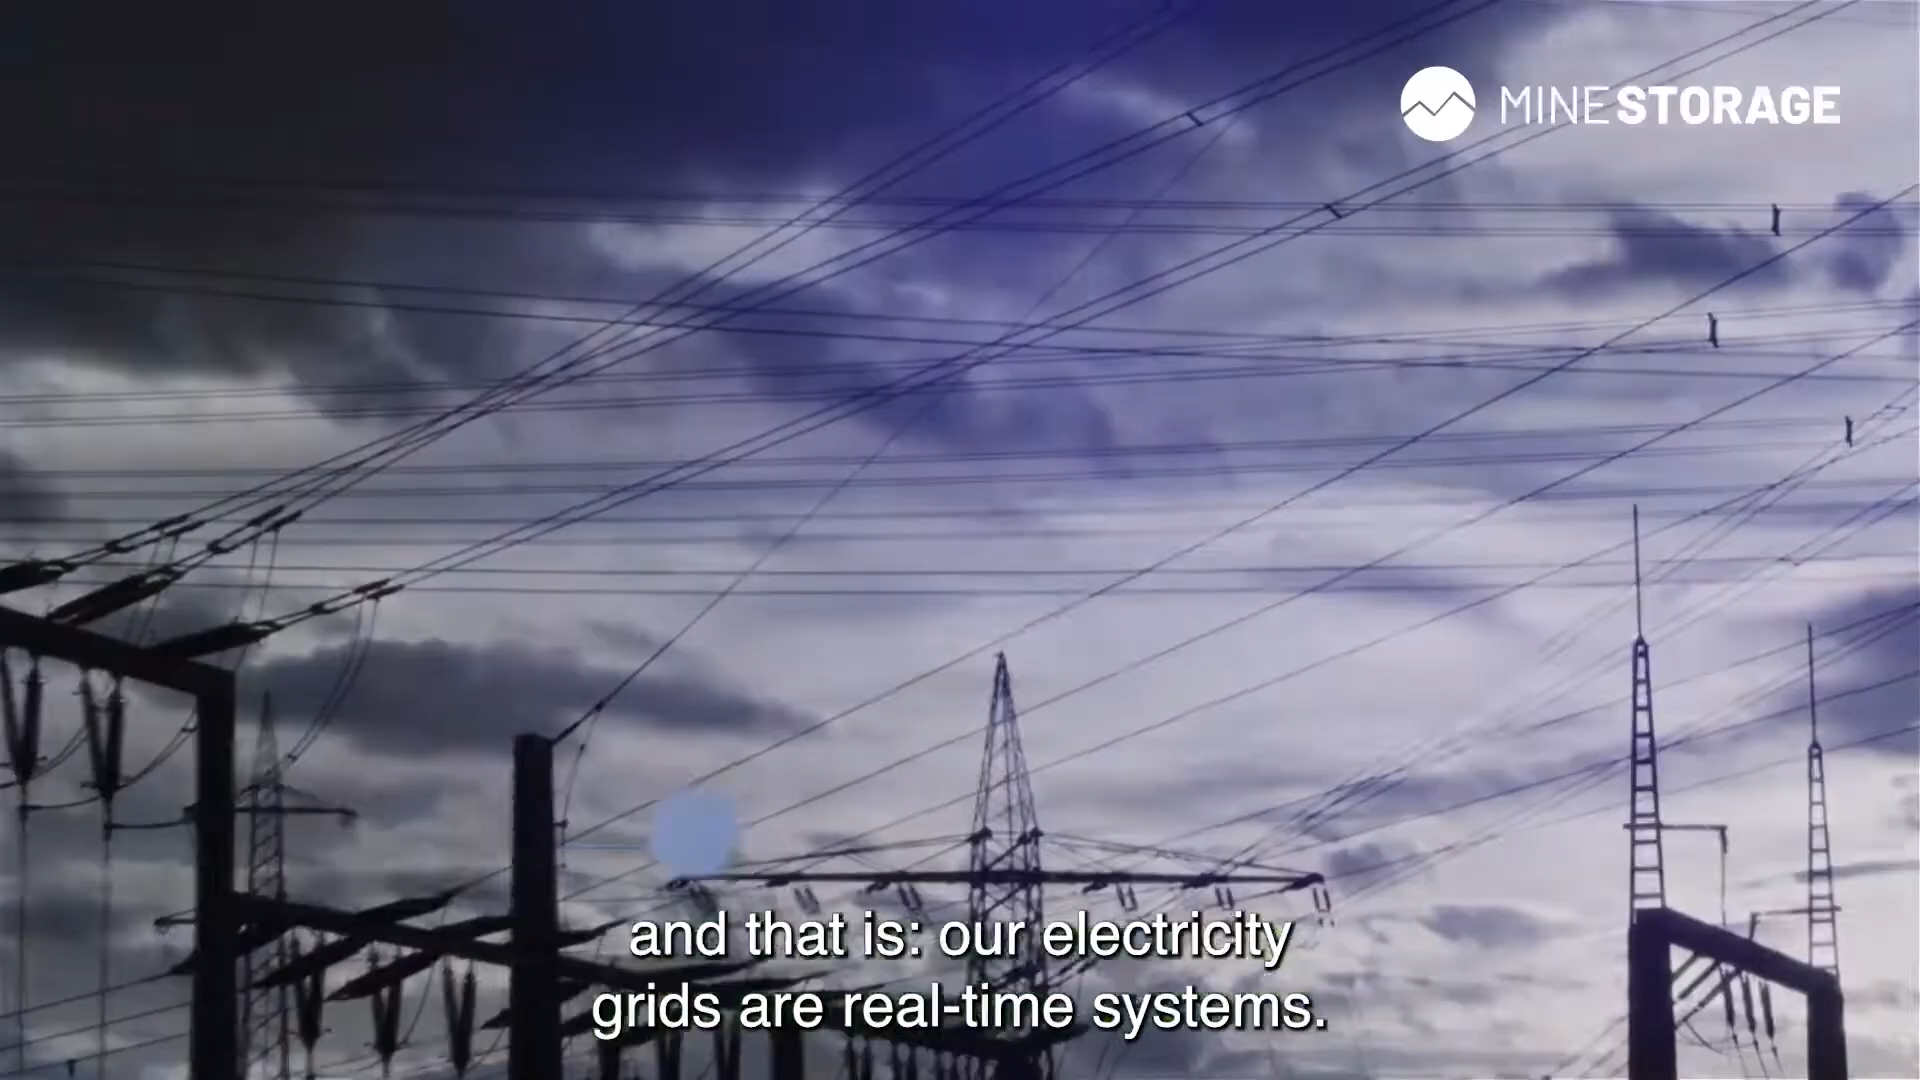 MINESTORAGE
and that is: our electricity
grids are real-time systems.